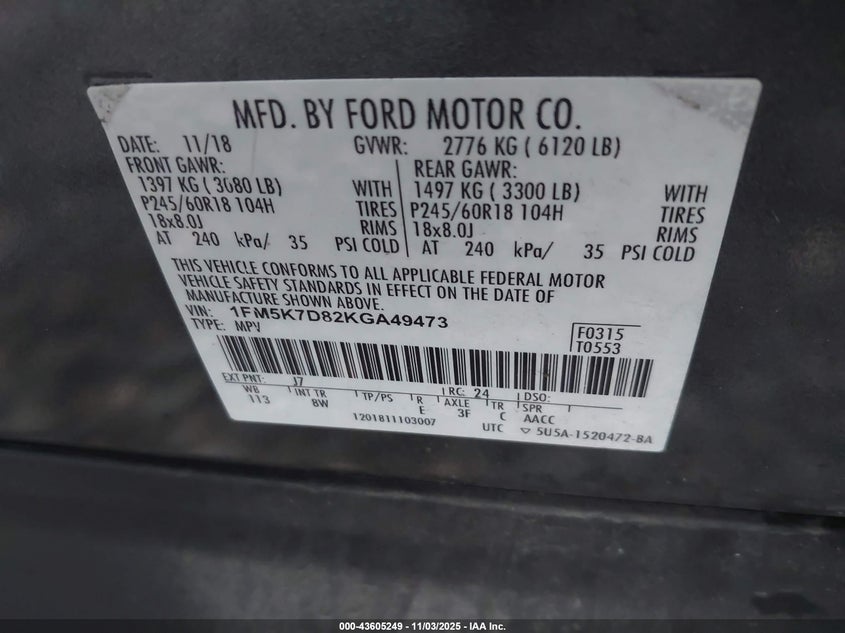 MFD. BY FORD MOTOR CO.
DATE: 11/18 GVWR: 2776 KG ( 6120 LB)
FRONT GAWR: REAR GAWR:
1397 KG ( 3080 LB) WITH 1497 KG ( 3300 LB) WITH
P245/60R18 104H TIRES P245/60R18 104H TIRES
18x8.0J RIMS 18x8.0J RIMS
AT 240 kPa/ 35 PSI COLD AT 240 kPa/ 35 PSI COLD
THIS VEHICLE CONFORMS TO ALL APPLICABLE FEDERAL MOTOR
VEHICLE SAFETY STANDARDS IN EFFECT ON THE DATE OF
MANUFACTURE SHOWN ABOVE.
VIN: 1FM5K7D82KGA49473
TYPE: MPV
F0315
T0553
EXT PNT: J7 RC: 24 DSO:
WB INT TR TP/PS R AXLE TR SPR
113 8W E 3F C AACC
1201811103007 UTC ▽ 5U5A-1520472-BA
000-43605249 - 11/03/2025 - IAA Inc.